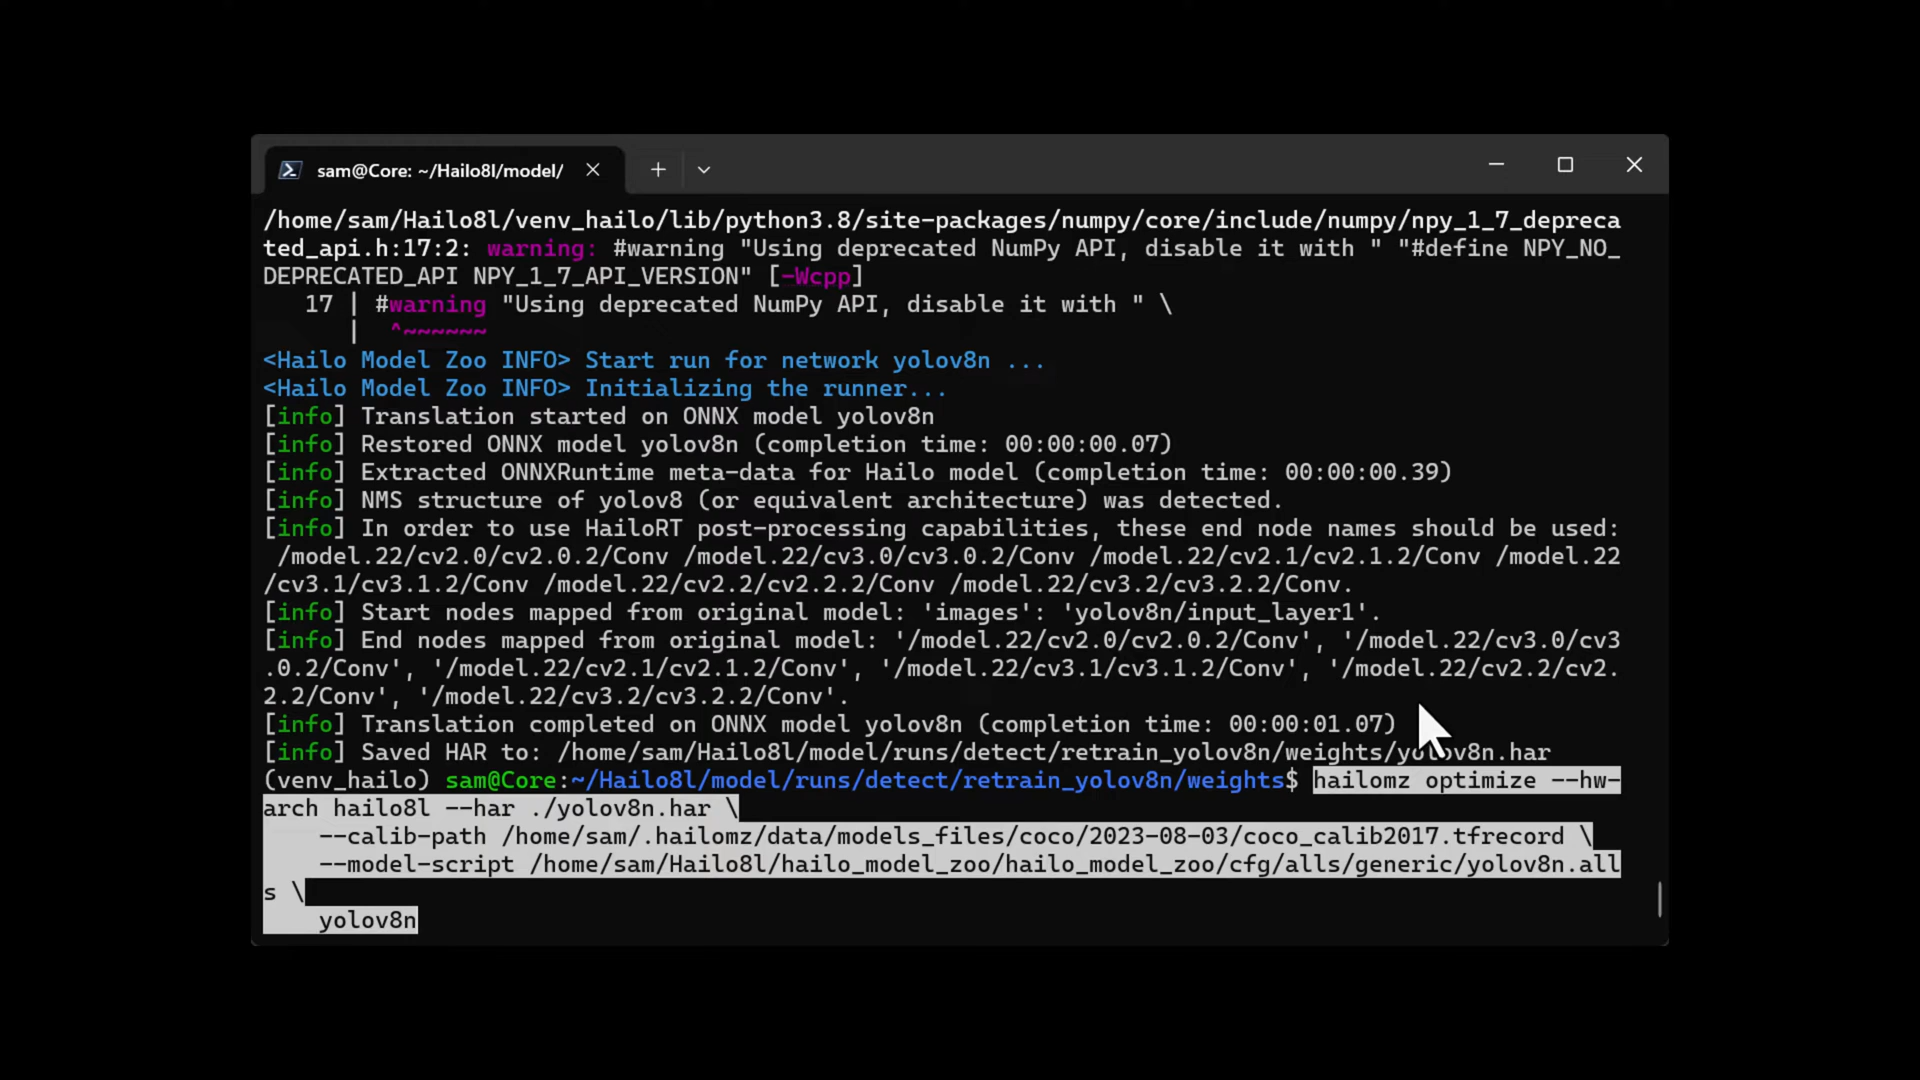 sam@Core: ~/Hailo8l/model/
/home/sam/Hailo8l/venv_hailo/lib/python3.8/site-packages/numpy/core/include/numpy/npy_1_7_depreca
ted_api.h:17:2: warning: #warning "Using deprecated NumPy API, disable it with " "#define NPY_NO_
DEPRECATED_API NPY_1_7_API_VERSION" [-Wcpp]
   17 | #warning "Using deprecated NumPy API, disable it with " \
      |  ^~~~~~~
<Hailo Model Zoo INFO> Start run for network yolov8n ...
<Hailo Model Zoo INFO> Initializing the runner...
[info] Translation started on ONNX model yolov8n
[info] Restored ONNX model yolov8n (completion time: 00:00:00.07)
[info] Extracted ONNXRuntime meta-data for Hailo model (completion time: 00:00:00.39)
[info] NMS structure of yolov8 (or equivalent architecture) was detected.
[info] In order to use HailoRT post-processing capabilities, these end node names should be used:
 /model.22/cv2.0/cv2.0.2/Conv /model.22/cv3.0/cv3.0.2/Conv /model.22/cv2.1/cv2.1.2/Conv /model.22
/cv3.1/cv3.1.2/Conv /model.22/cv2.2/cv2.2.2/Conv /model.22/cv3.2/cv3.2.2/Conv.
[info] Start nodes mapped from original model: 'images': 'yolov8n/input_layer1'.
[info] End nodes mapped from original model: '/model.22/cv2.0/cv2.0.2/Conv', '/model.22/cv3.0/cv3
.0.2/Conv', '/model.22/cv2.1/cv2.1.2/Conv', '/model.22/cv3.1/cv3.1.2/Conv', '/model.22/cv2.2/cv2.
2.2/Conv', '/model.22/cv3.2/cv3.2.2/Conv'.
[info] Translation completed on ONNX model yolov8n (completion time: 00:00:01.07)
[info] Saved HAR to: /home/sam/Hailo8l/model/runs/detect/retrain_yolov8n/weights/yolov8n.har
(venv_hailo) sam@Core:~/Hailo8l/model/runs/detect/retrain_yolov8n/weights$ hailomz optimize --hw-
arch hailo8l --har ./yolov8n.har \
    --calib-path /home/sam/.hailomz/data/models_files/coco/2023-08-03/coco_calib2017.tfrecord \
    --model-script /home/sam/Hailo8l/hailo_model_zoo/hailo_model_zoo/cfg/alls/generic/yolov8n.all
s \
    yolov8n